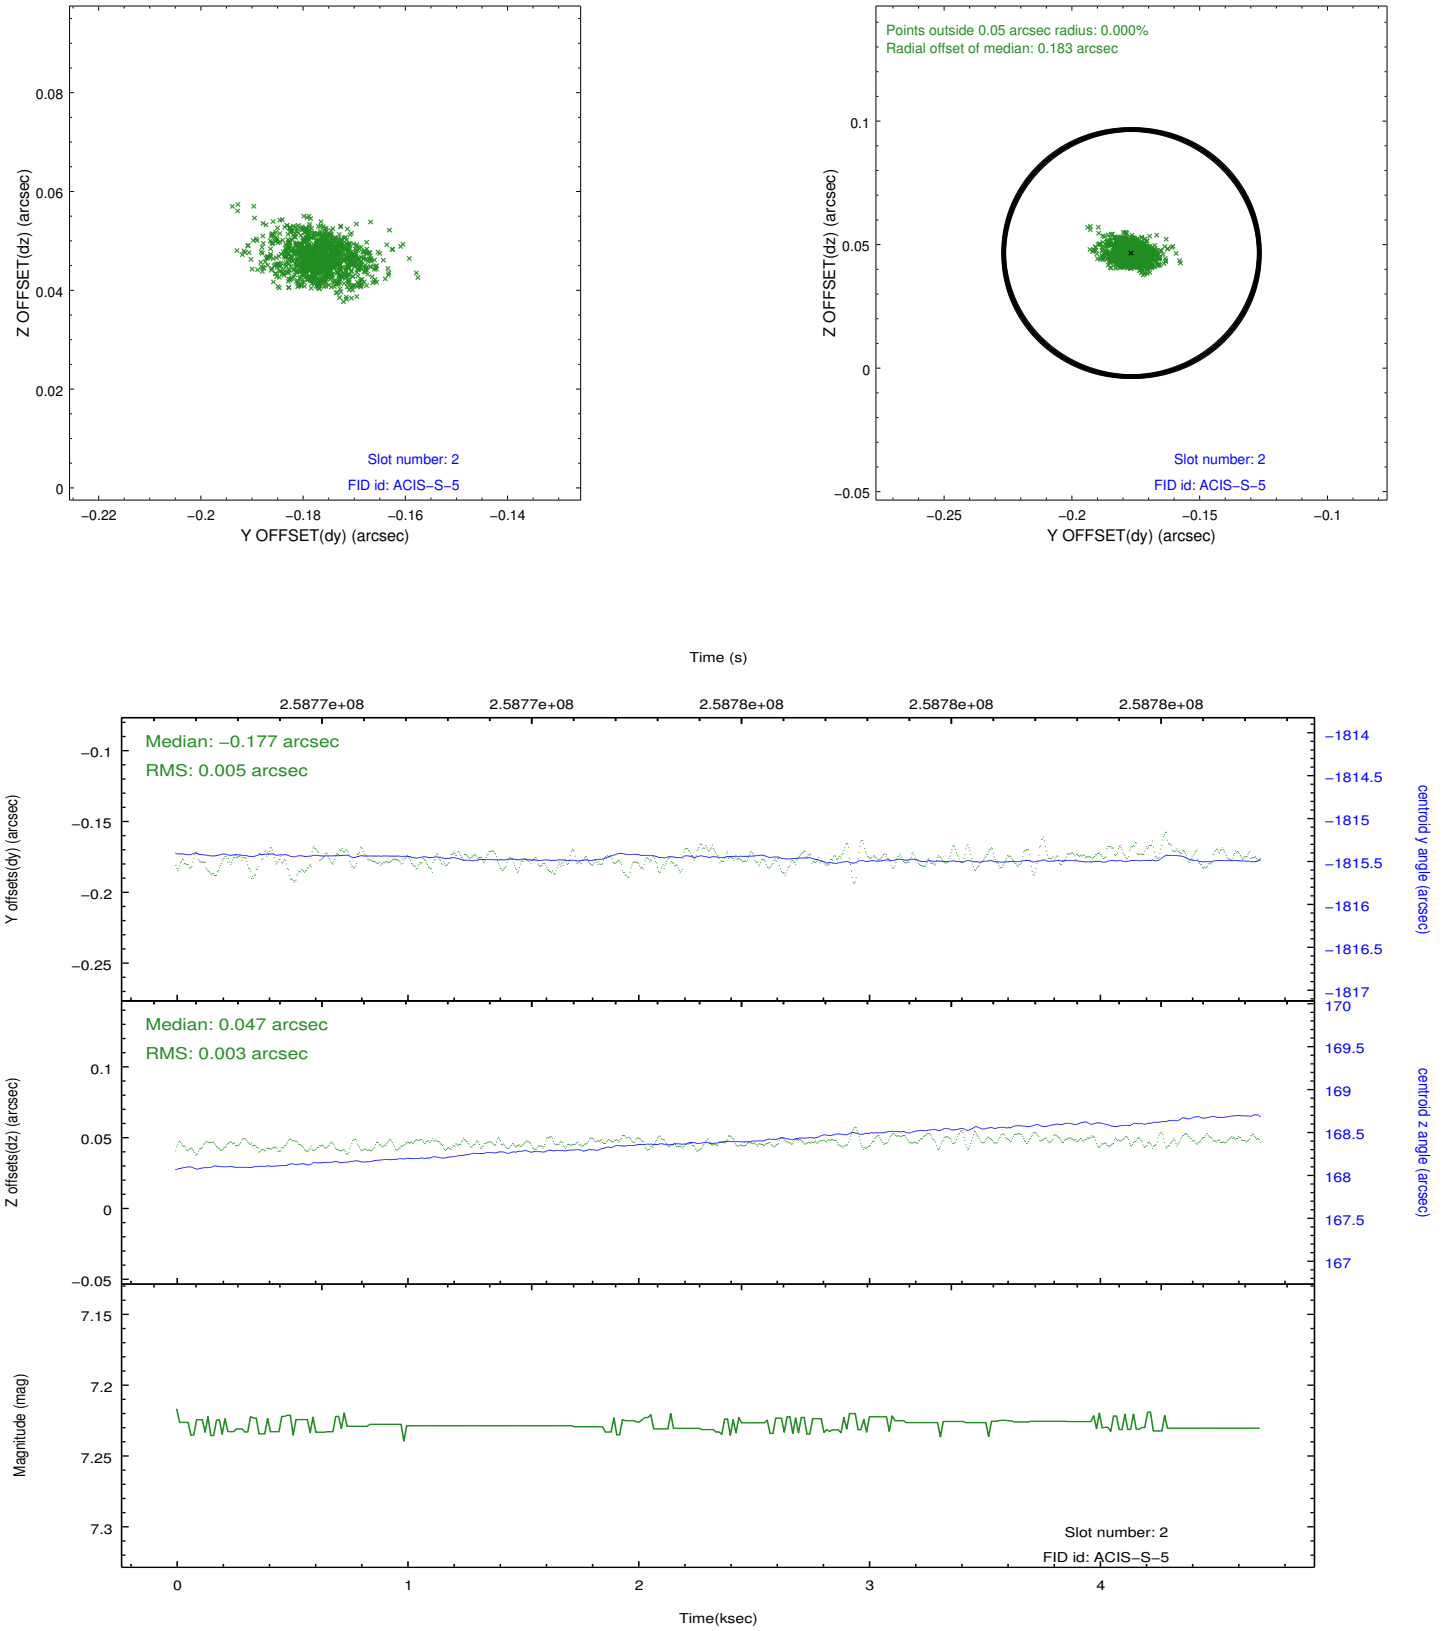 0.08
0.06
0.04
0.02
0
Z OFFSET(dz) (arcsec)
−0.22
−0.2
−0.18
−0.16
−0.14
Y OFFSET(dy) (arcsec)
Slot number: 2
FID id: ACIS−S−5
Points outside 0.05 arcsec radius: 0.000%
Radial offset of median: 0.183 arcsec
0.1
0.05
0
−0.05
Z OFFSET(dz) (arcsec)
−0.25
−0.2
−0.15
−0.1
Y OFFSET(dy) (arcsec)
Slot number: 2
FID id: ACIS−S−5
Time (s)
2.5877e+08
2.5877e+08
2.5878e+08
2.5878e+08
2.5878e+08
Median: −0.177 arcsec
RMS: 0.005 arcsec
−0.1
−0.15
−0.2
−0.25
Y offsets(dy) (arcsec)
−1814
−1814.5
−1815
−1815.5
−1816
−1816.5
−1817
centroid y angle (arcsec)
Median: 0.047 arcsec
RMS: 0.003 arcsec
0.1
0.05
0
−0.05
Z offsets(dz) (arcsec)
170
169.5
169
168.5
168
167.5
167
centroid z angle (arcsec)
7.15
7.2
7.25
7.3
Magnitude (mag)
Slot number: 2
FID id: ACIS−S−5
0
1
2
3
4
Time(ksec)